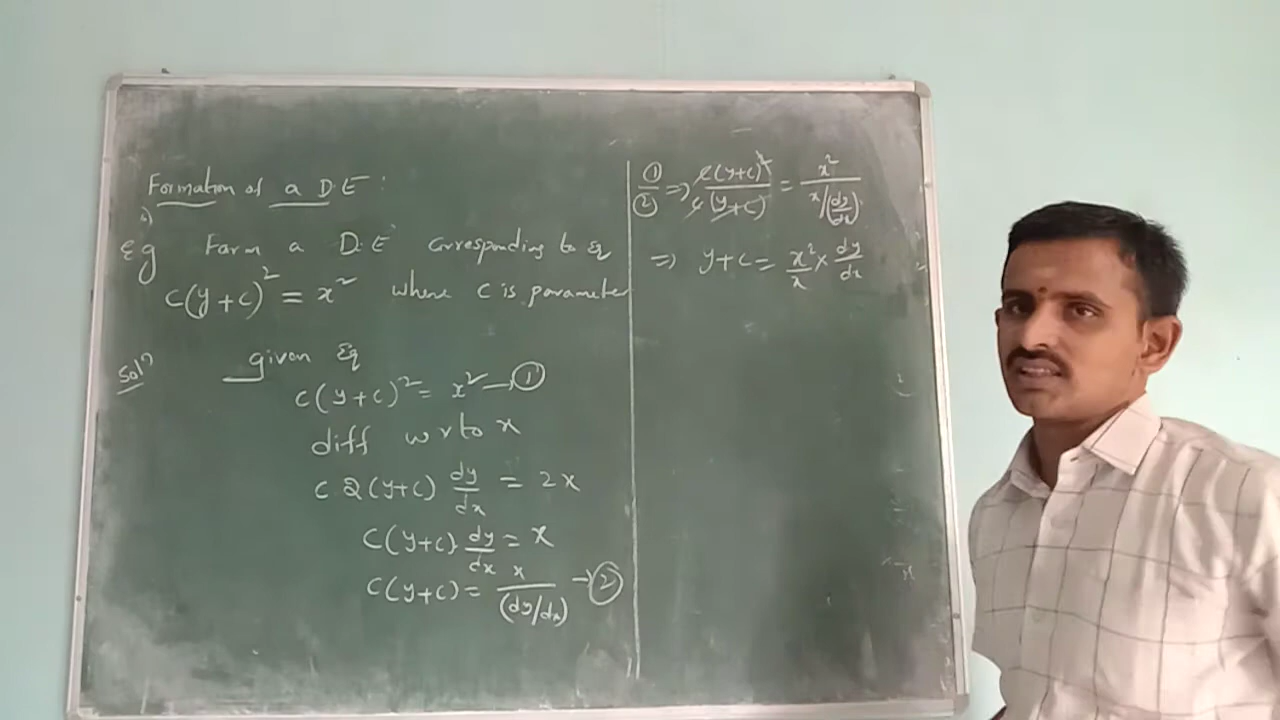 Formation of a D.E :
eg Form a D.E corresponding to Eq
c(y+c)² = x² where c is parameter
Solⁿ given Eq
c(y+c)² = x² → ①
diff w r to x
c 2(y+c) dy/dx = 2x
c(y+c) dy/dx = x
c(y+c) = x/(dy/dx) → ②
①/② ⇒ c(y+c)²/c(y+c) = x²/x/(dy/dx)
⇒ y+c = x²/x × dy/dx